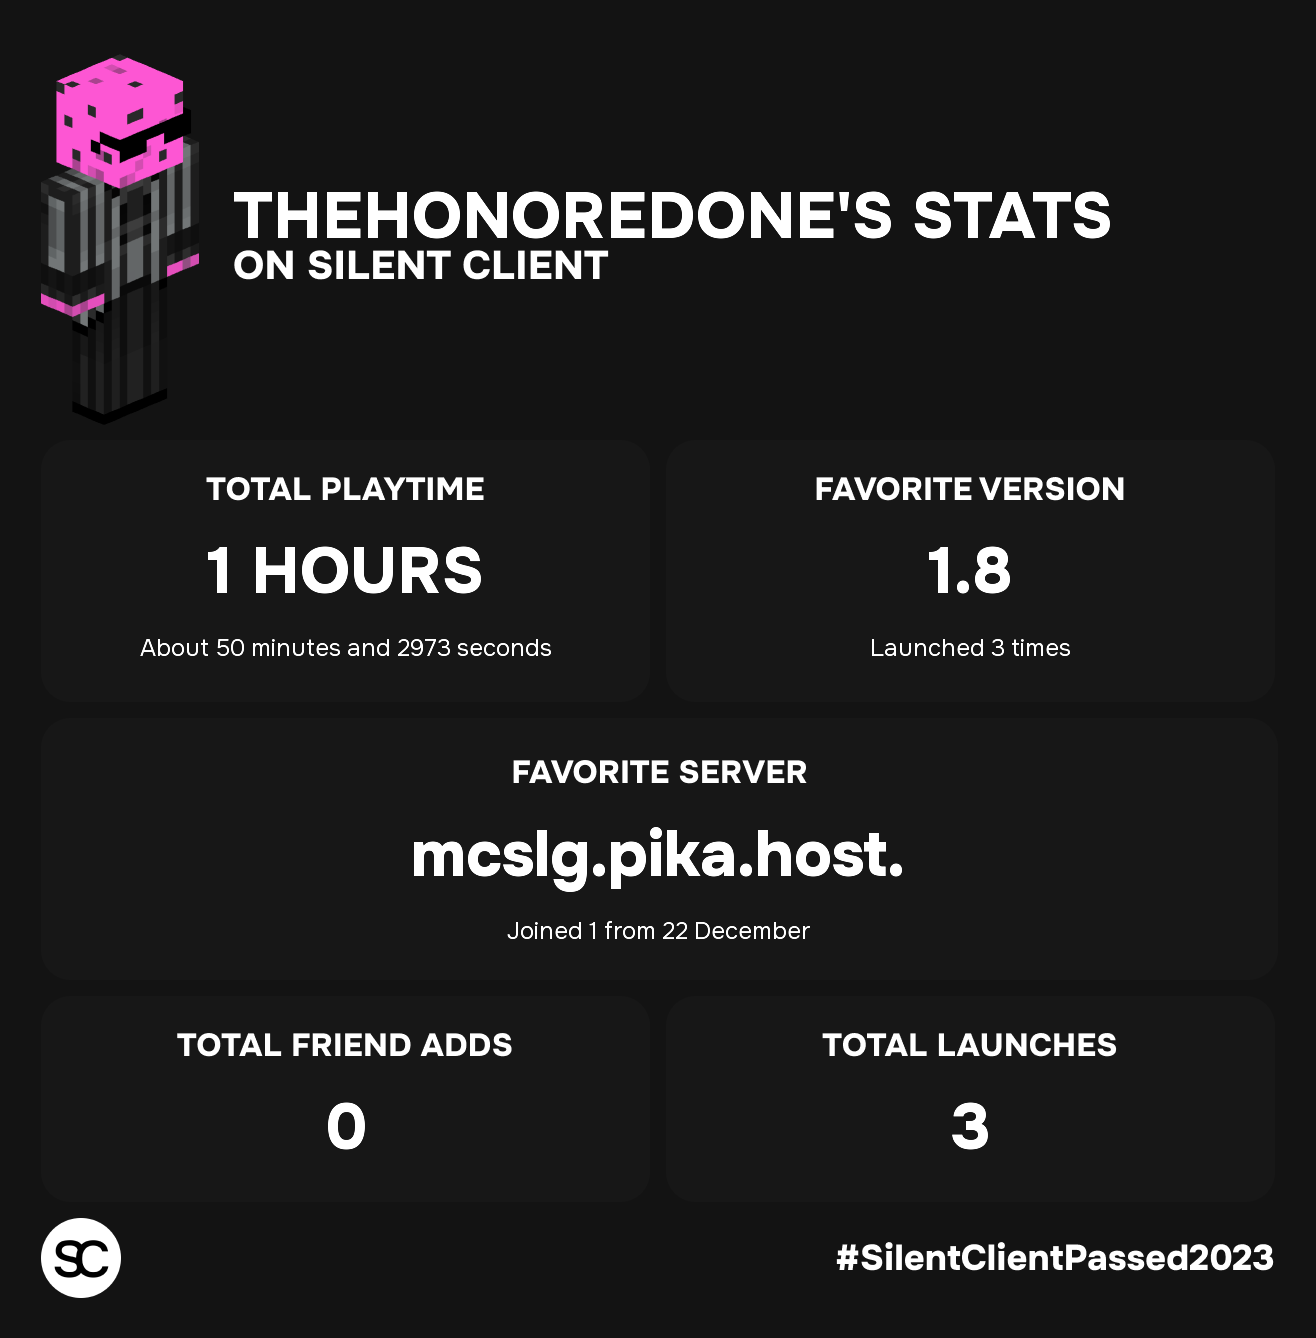 THEHONOREDONE'S STATS
ON SILENT CLIENT
TOTAL PLAYTIME
1 HOURS
About 50 minutes and 2973 seconds
FAVORITE VERSION
1.8
Launched 3 times
FAVORITE SERVER
mcslg.pika.host.
Joined 1 from 22 December
TOTAL FRIEND ADDS
0
TOTAL LAUNCHES
3
SC
#SilentClientPassed2023